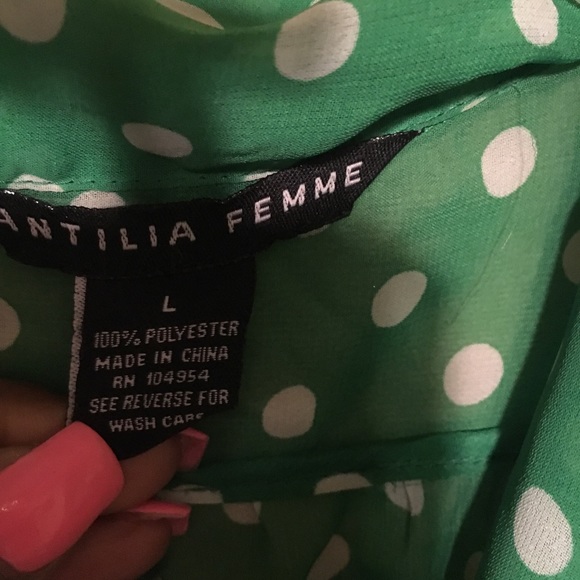 ANTILIA FEMME
L
100% POLYESTER
MADE IN CHINA
RN 104954
SEE REVERSE FOR
WASH CARE